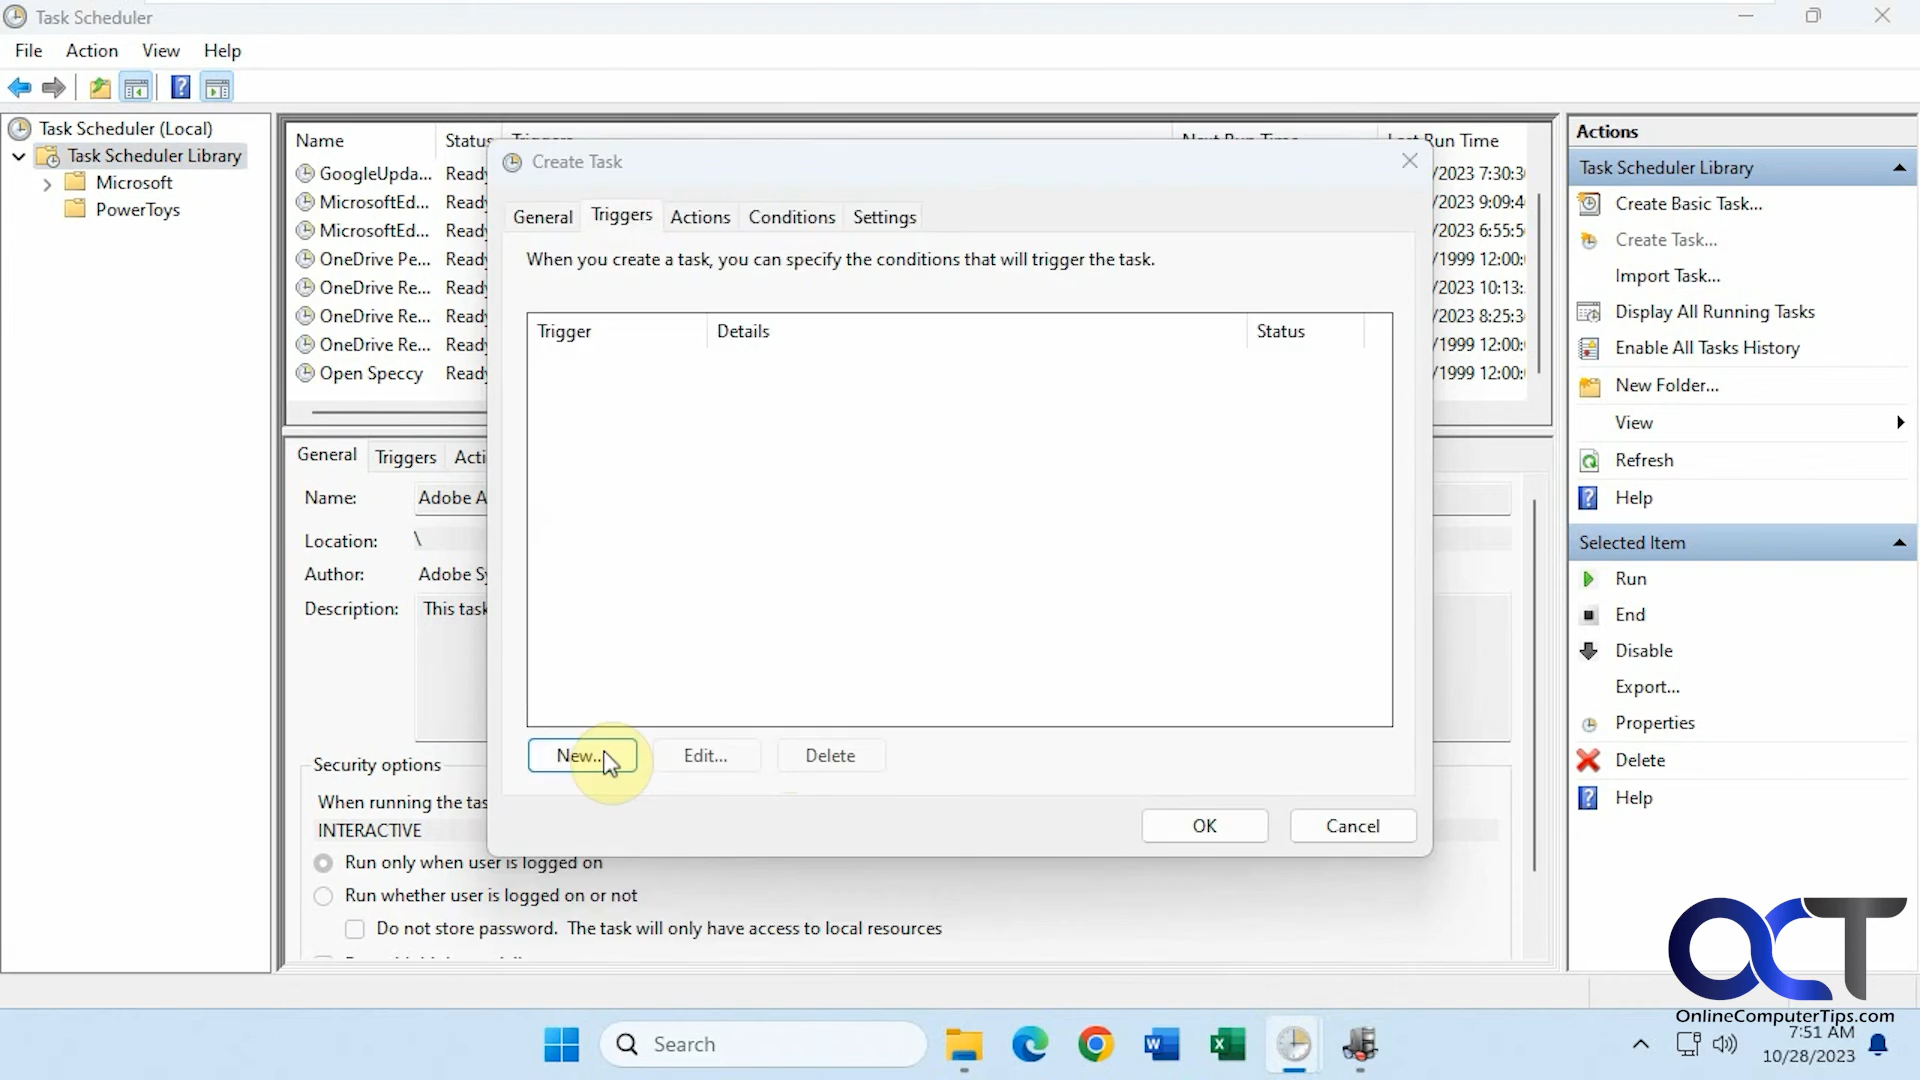 Task Scheduler
File Action View Help
Task Scheduler (Local)
Task Scheduler Library
Microsoft
PowerToys
Name Status Triggers Next Run Time Last Run Time
GoogleUpda... Ready /2023 7:30:3
MicrosoftEd... Ready /2023 9:09:4
MicrosoftEd... Ready /2023 6:55:5
OneDrive Pe... Ready /1999 12:00:
OneDrive Re... Ready /2023 10:13:
OneDrive Re... Ready /2023 8:25:3
OneDrive Re... Ready /1999 12:00:
Open Speccy Ready /1999 12:00:
General Triggers Acti
Name: Adobe A
Location: \
Author: Adobe Sy
Description: This task
Security options
When running the tas
INTERACTIVE
Run only when user is logged on
Run whether user is logged on or not
Do not store password. The task will only have access to local resources
Create Task
General Triggers Actions Conditions Settings
When you create a task, you can specify the conditions that will trigger the task.
Trigger Details Status
New... Edit... Delete
OK Cancel
Actions
Task Scheduler Library
Create Basic Task...
Create Task...
Import Task...
Display All Running Tasks
Enable All Tasks History
New Folder...
View
Refresh
Help
Selected Item
Run
End
Disable
Export...
Properties
Delete
Help
OCT
OnlineComputerTips.com
Search
7:51 AM
10/28/2023